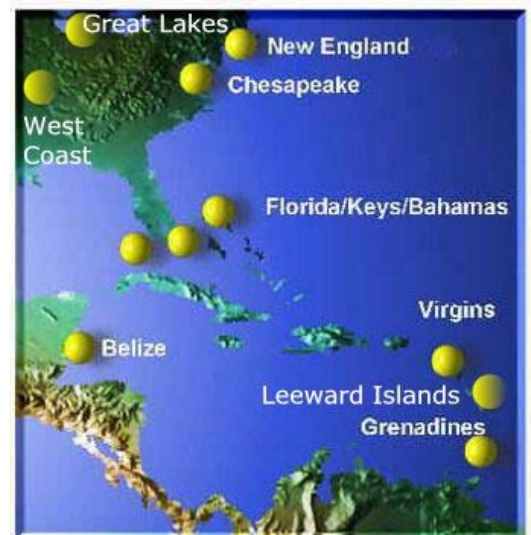 Great Lakes
New England
Chesapeake
West
Coast
Florida/Keys/Bahamas
Virgins
Belize
Leeward Islands
Grenadines